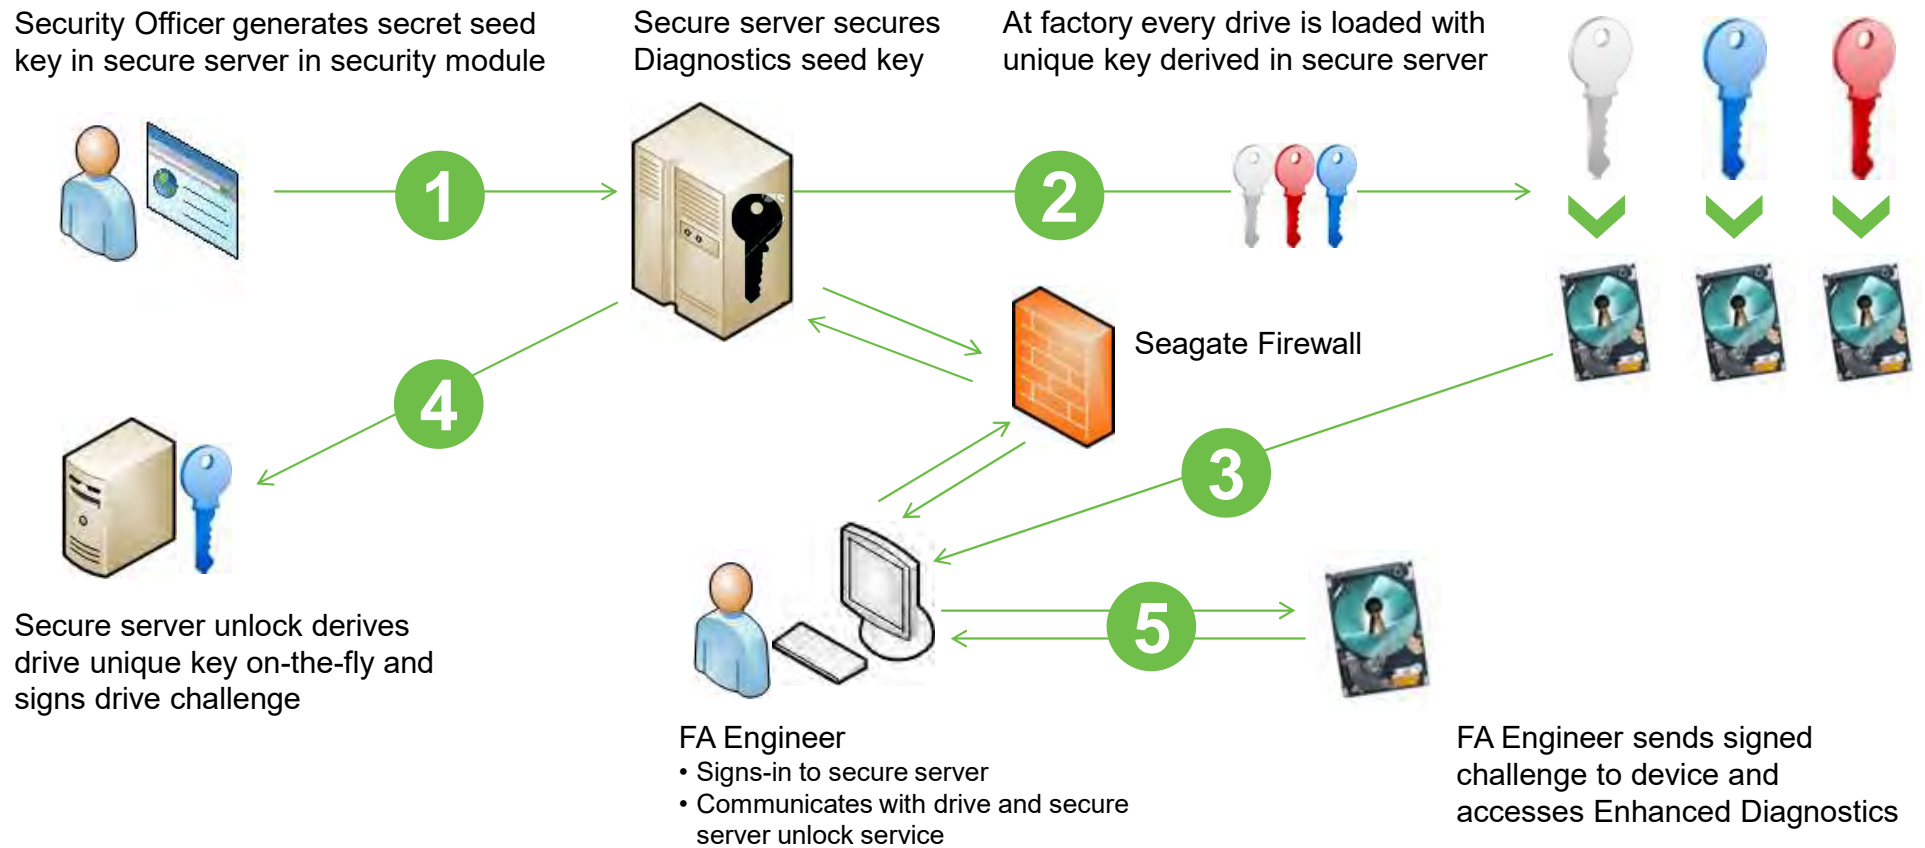 Security Officer generates secret seed
key in secure server in security module
Secure server secures
Diagnostics seed key
At factory every drive is loaded with
unique key derived in secure server
1
2
Seagate Firewall
4
3
5
Secure server unlock derives
drive unique key on-the-fly and
signs drive challenge
FA Engineer
• Signs-in to secure server
• Communicates with drive and secure
server unlock service
FA Engineer sends signed
challenge to device and
accesses Enhanced Diagnostics